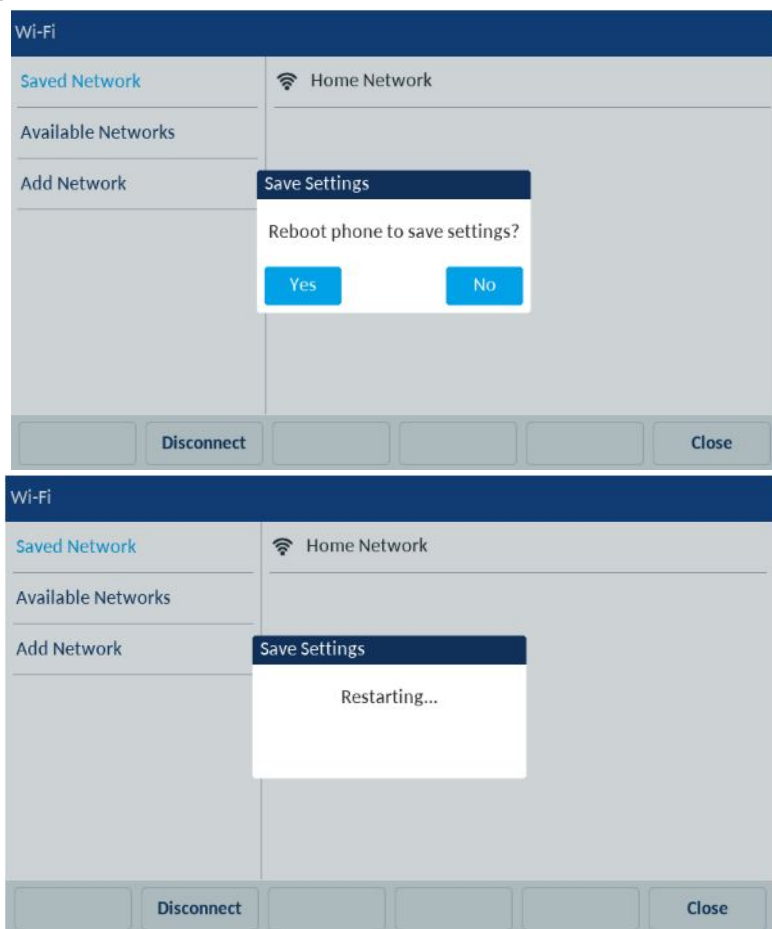 Wi-Fi
Saved Network
Home Network
Available Networks
Add Network
Save Settings
Reboot phone to save settings?
Yes No
Disconnect Close
Wi-Fi
Saved Network
Home Network
Available Networks
Add Network
Save Settings
Restarting...
Disconnect Close